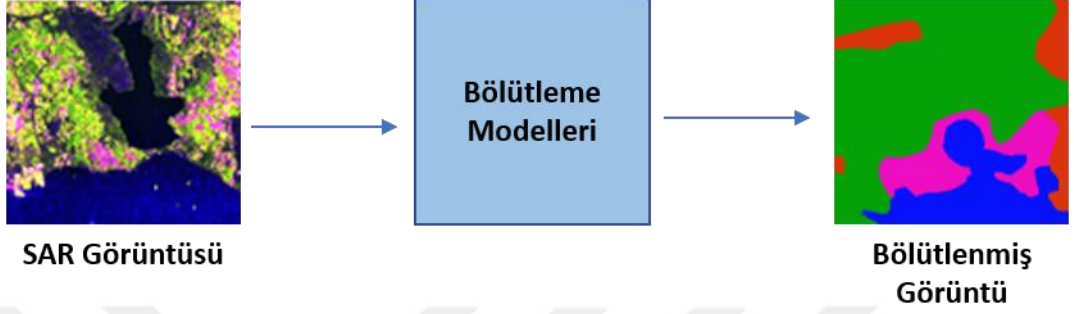 Bölütleme
Modelleri
SAR Görüntüsü
Bölütlenmiş
Görüntü